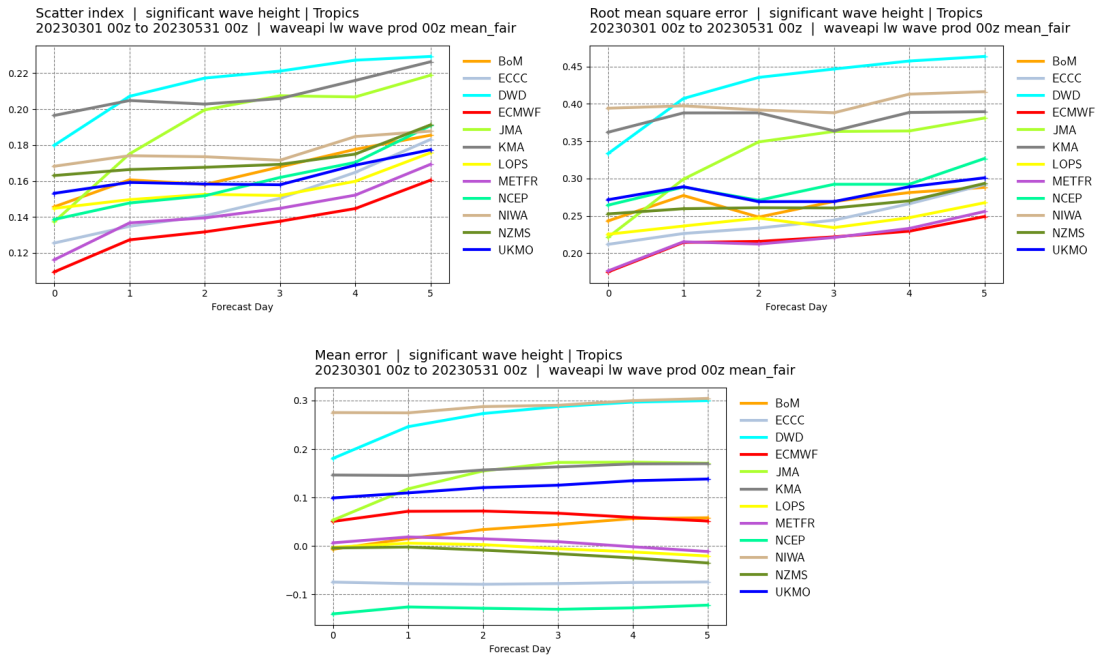 Scatter index | significant wave height | Tropics
20230301 00z to 20230531 00z | waveapi lw wave prod 00z mean_fair
0.22
0.20
0.18
0.16
0.14
0.12
0 1 2 3 4 5
Forecast Day
BoM
ECCC
DWD
ECMWF
JMA
KMA
LOPS
METFR
NCEP
NIWA
NZMS
UKMO
Root mean square error | significant wave height | Tropics
20230301 00z to 20230531 00z | waveapi lw wave prod 00z mean_fair
0.45
0.40
0.35
0.30
0.25
0.20
0 1 2 3 4 5
Forecast Day
BoM
ECCC
DWD
ECMWF
JMA
KMA
LOPS
METFR
NCEP
NIWA
NZMS
UKMO
Mean error | significant wave height | Tropics
20230301 00z to 20230531 00z | waveapi lw wave prod 00z mean_fair
0.3
0.2
0.1
0.0
−0.1
0 1 2 3 4 5
Forecast Day
BoM
ECCC
DWD
ECMWF
JMA
KMA
LOPS
METFR
NCEP
NIWA
NZMS
UKMO